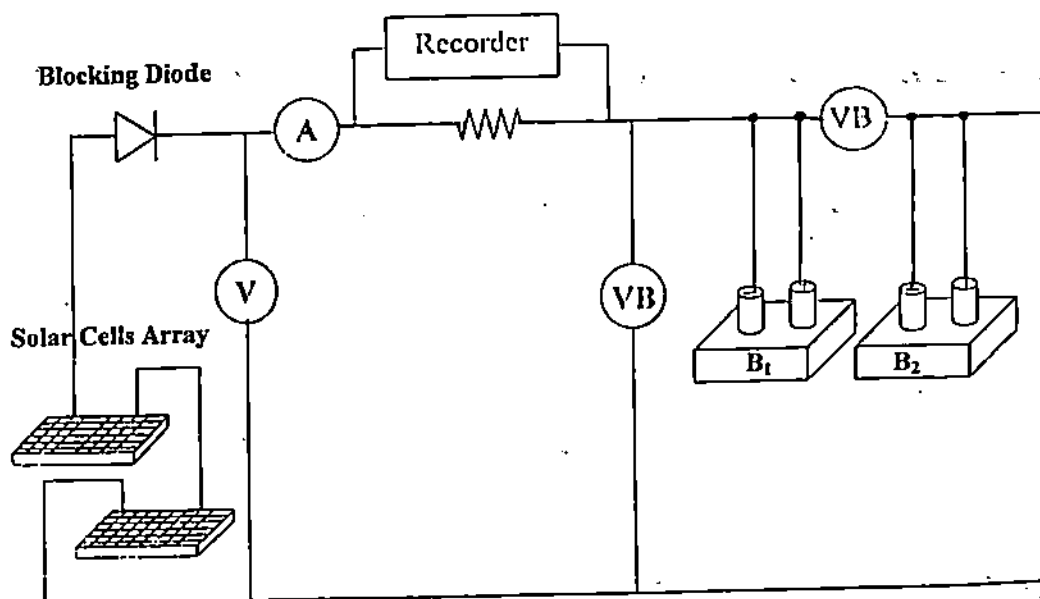 Recorder
Blocking Diode
A
VB
V
VB
Solar Cells Array
B₁
B₂